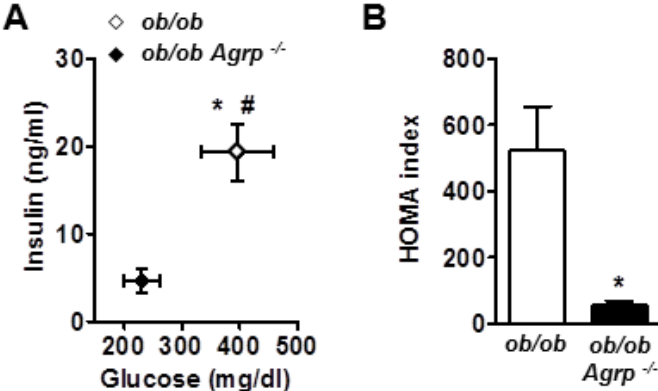 A
ob/ob
ob/ob Agrp -/-
Insulin (ng/ml)
30
20
10
0
* #
200 300 400 500
Glucose (mg/dl)
B
HOMA index
800
600
400
200
0
*
ob/ob
ob/ob
Agrp -/-